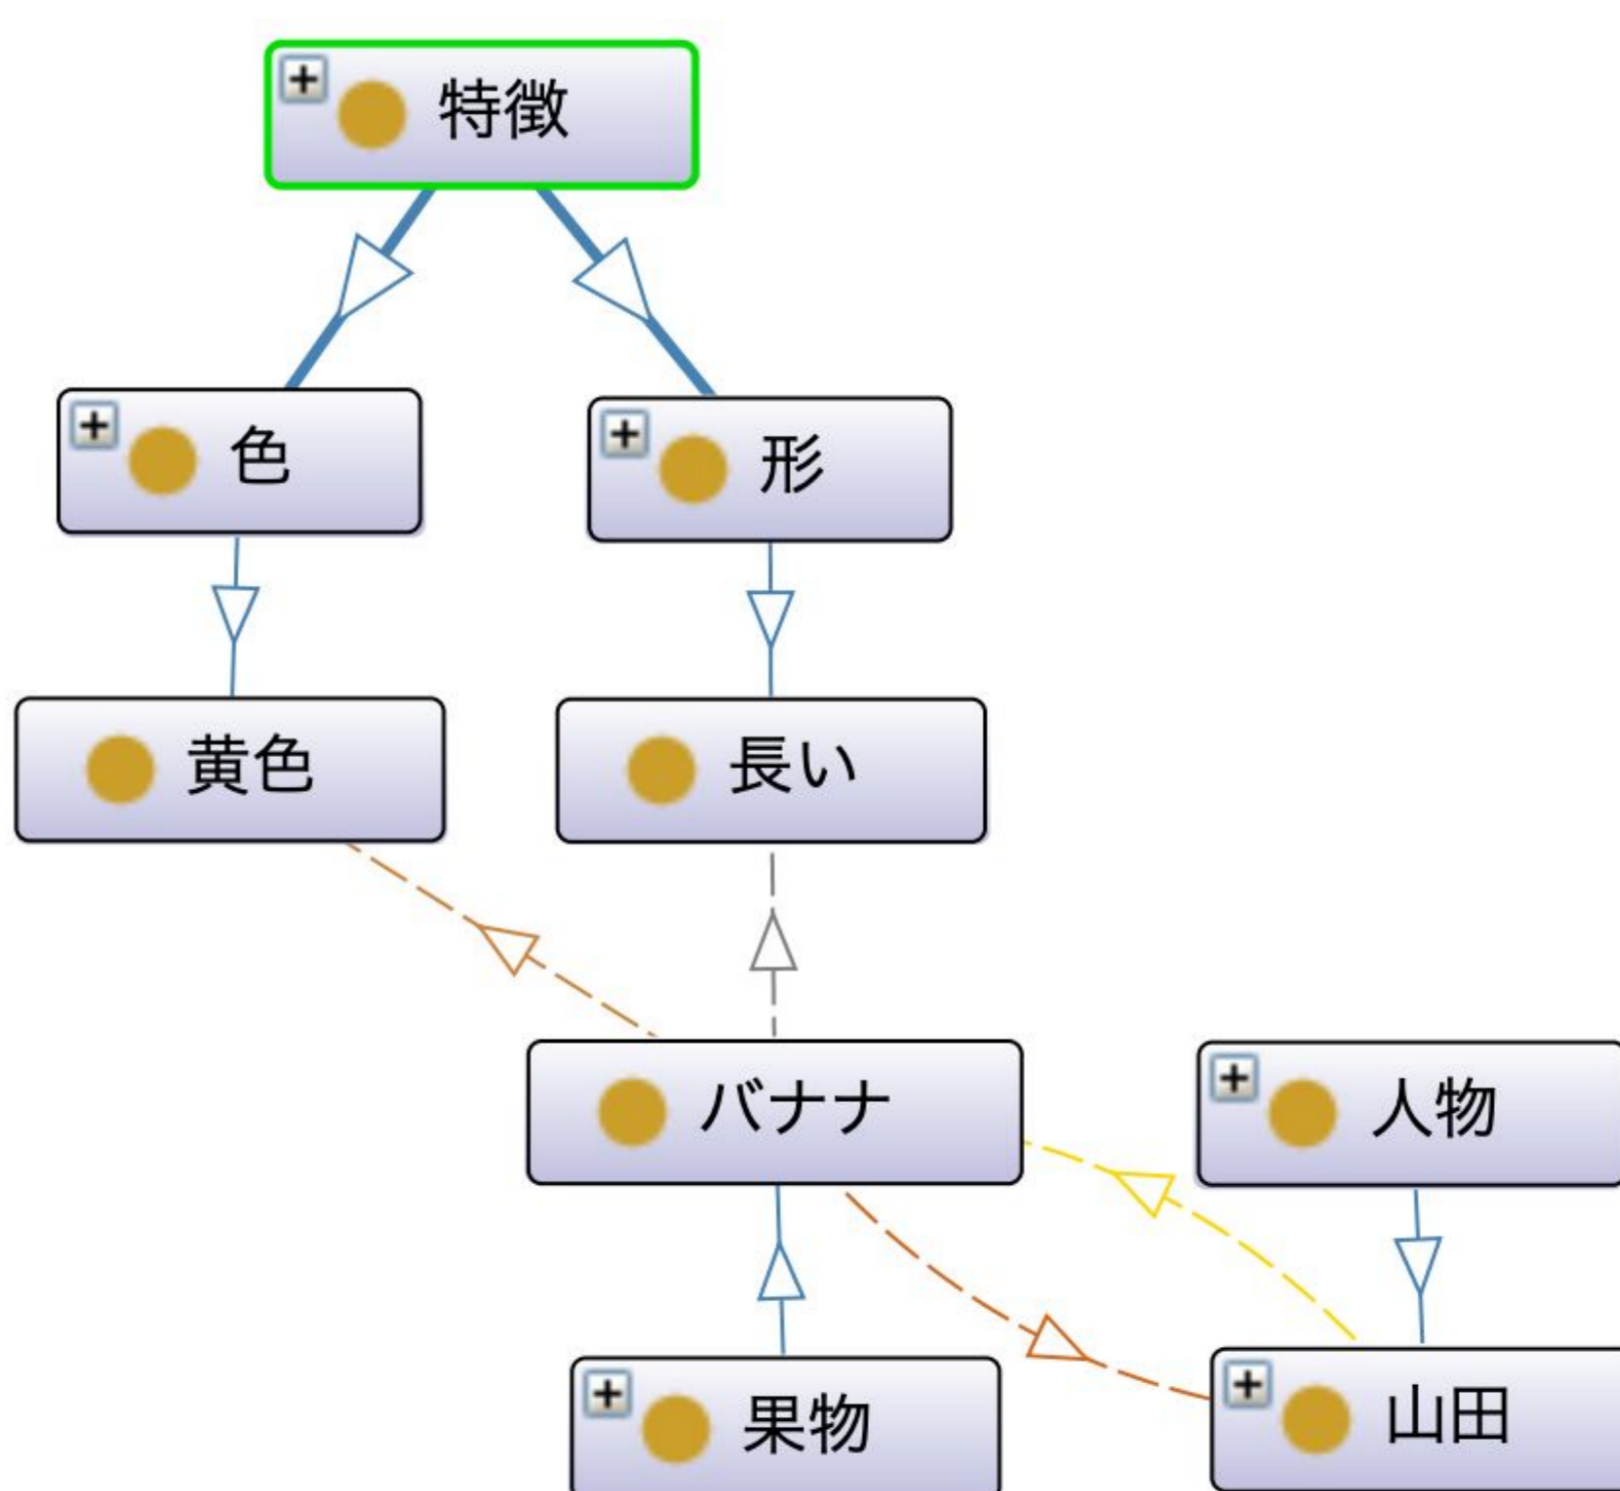 特徴
色
形
黄色
長い
バナナ
人物
果物
山田